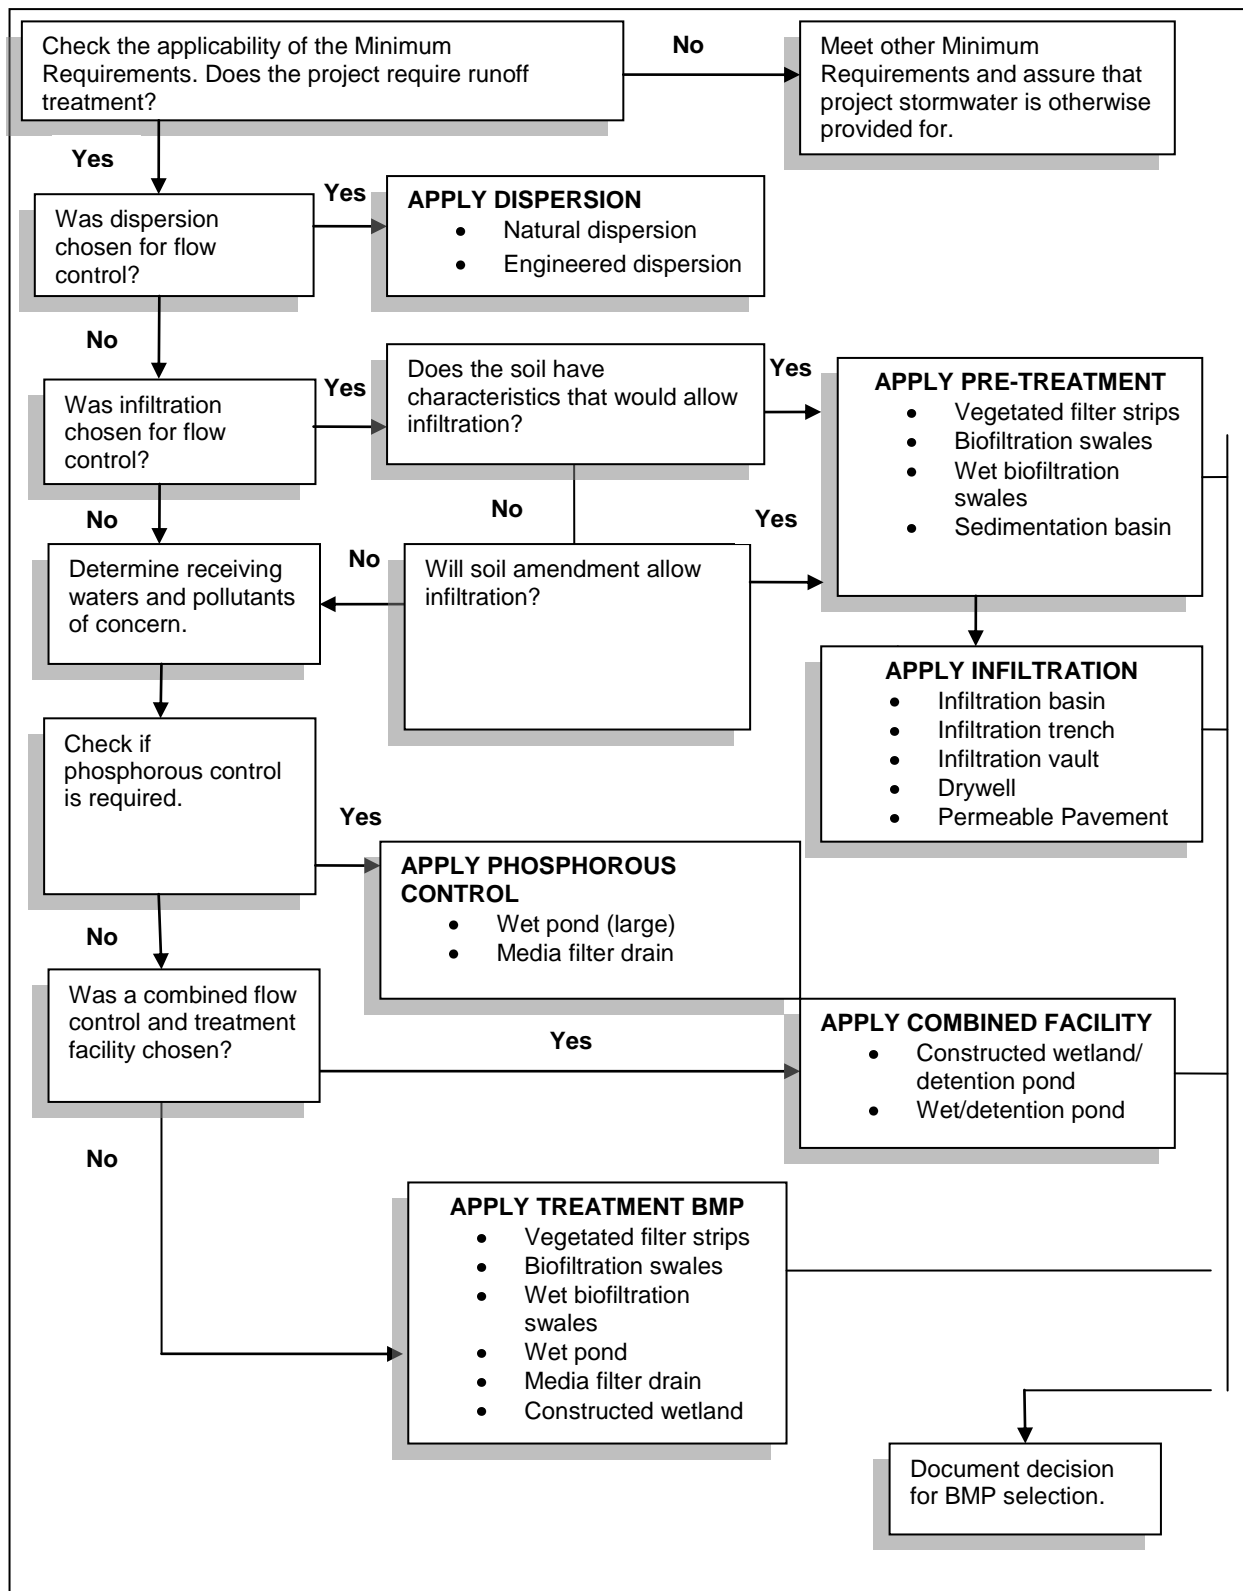 Check the applicability of the Minimum
Requirements. Does the project require runoff
treatment?
No
Meet other Minimum
Requirements and assure that
project stormwater is otherwise
provided for.
Yes
Was dispersion
chosen for flow
control?
Yes
APPLY DISPERSION
• Natural dispersion
• Engineered dispersion
No
Was infiltration
chosen for flow
control?
Yes
Does the soil have
characteristics that would allow
infiltration?
Yes
APPLY PRE-TREATMENT
• Vegetated filter strips
• Biofiltration swales
• Wet biofiltration
swales
• Sedimentation basin
No
No
Yes
Determine receiving
waters and pollutants
of concern.
No
Will soil amendment allow
infiltration?
APPLY INFILTRATION
• Infiltration basin
• Infiltration trench
• Infiltration vault
• Drywell
• Permeable Pavement
Check if
phosphorous control
is required.
Yes
APPLY PHOSPHOROUS
CONTROL
• Wet pond (large)
• Media filter drain
No
Was a combined flow
control and treatment
facility chosen?
Yes
APPLY COMBINED FACILITY
• Constructed wetland/
detention pond
• Wet/detention pond
No
APPLY TREATMENT BMP
• Vegetated filter strips
• Biofiltration swales
• Wet biofiltration
swales
• Wet pond
• Media filter drain
• Constructed wetland
Document decision
for BMP selection.